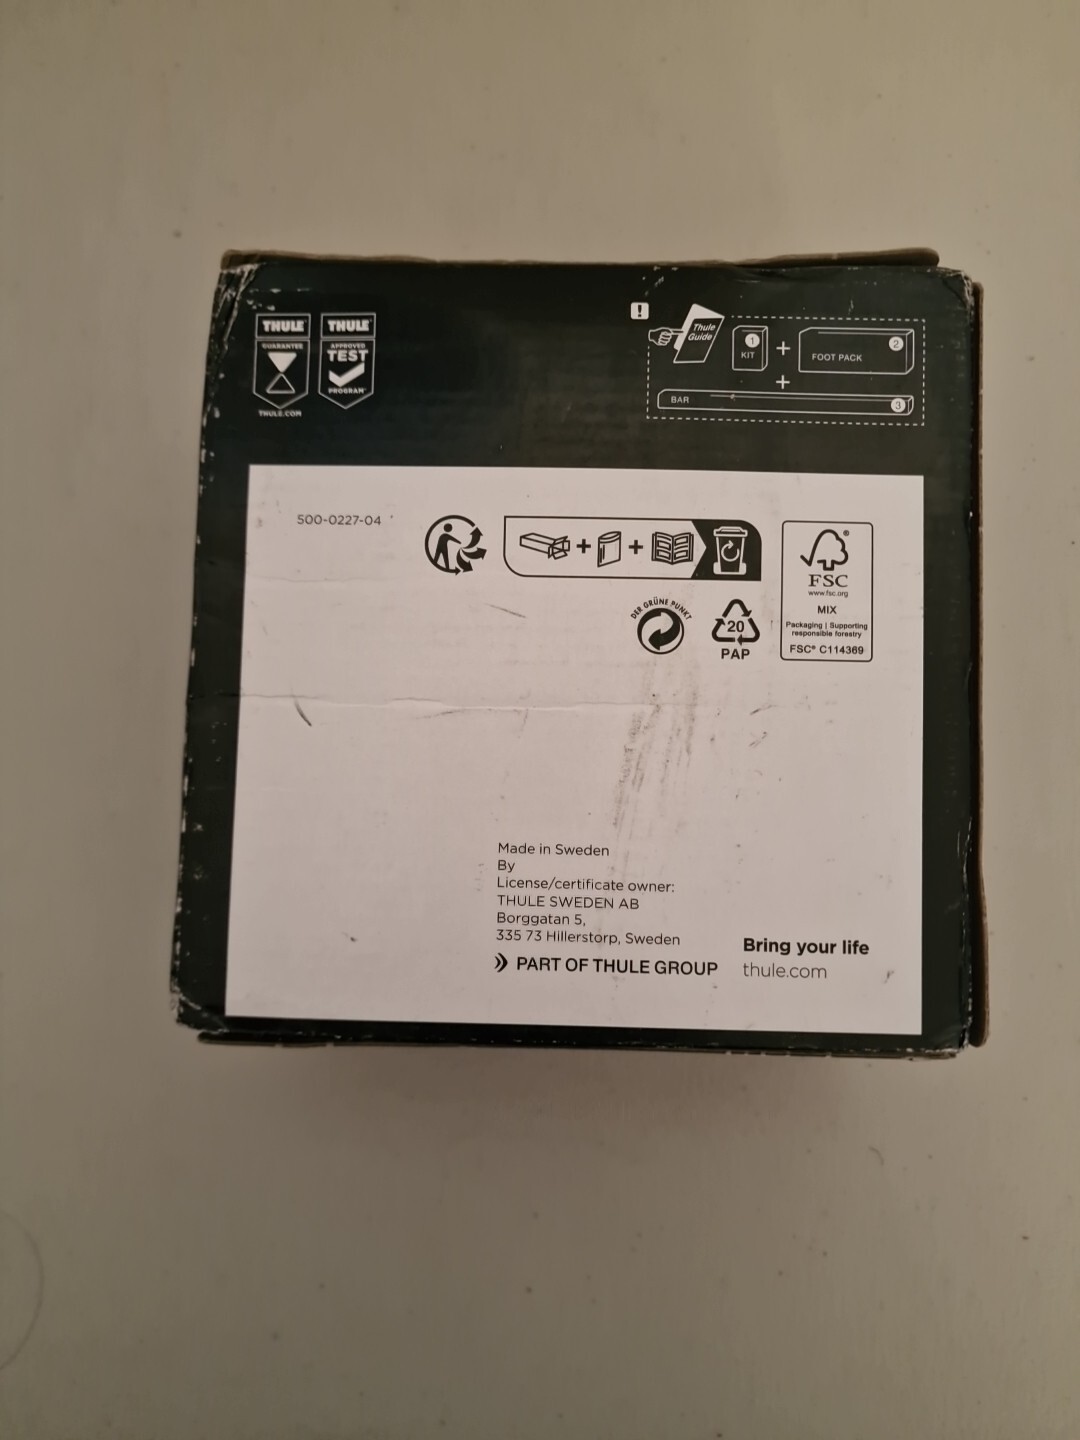 THULE
GUARANTEE
THULE.COM
THULE
APPROVED
TEST
PROGRAM
!
Thule
Guide
1
KIT
+
2
FOOT PACK
+
BAR
3
500-0227-04
+
+
DER GRÜNE PUNKT
20
PAP
FSC®
www.fsc.org
MIX
Packaging | Supporting
responsible forestry
FSC® C114369
Made in Sweden
By
License/certificate owner:
THULE SWEDEN AB
Borggatan 5,
335 73 Hillerstorp, Sweden
PART OF THULE GROUP
Bring your life
thule.com